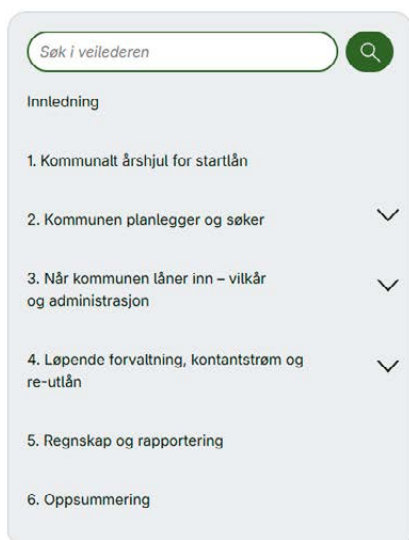 Søk i veilederen
Innledning
1. Kommunalt årshjul for startlån
2. Kommunen planlegger og søker
3. Når kommunen låner inn – vilkår
og administrasjon
4. Løpende forvaltning, kontantstrøm og
re-utlån
5. Regnskap og rapportering
6. Oppsummering